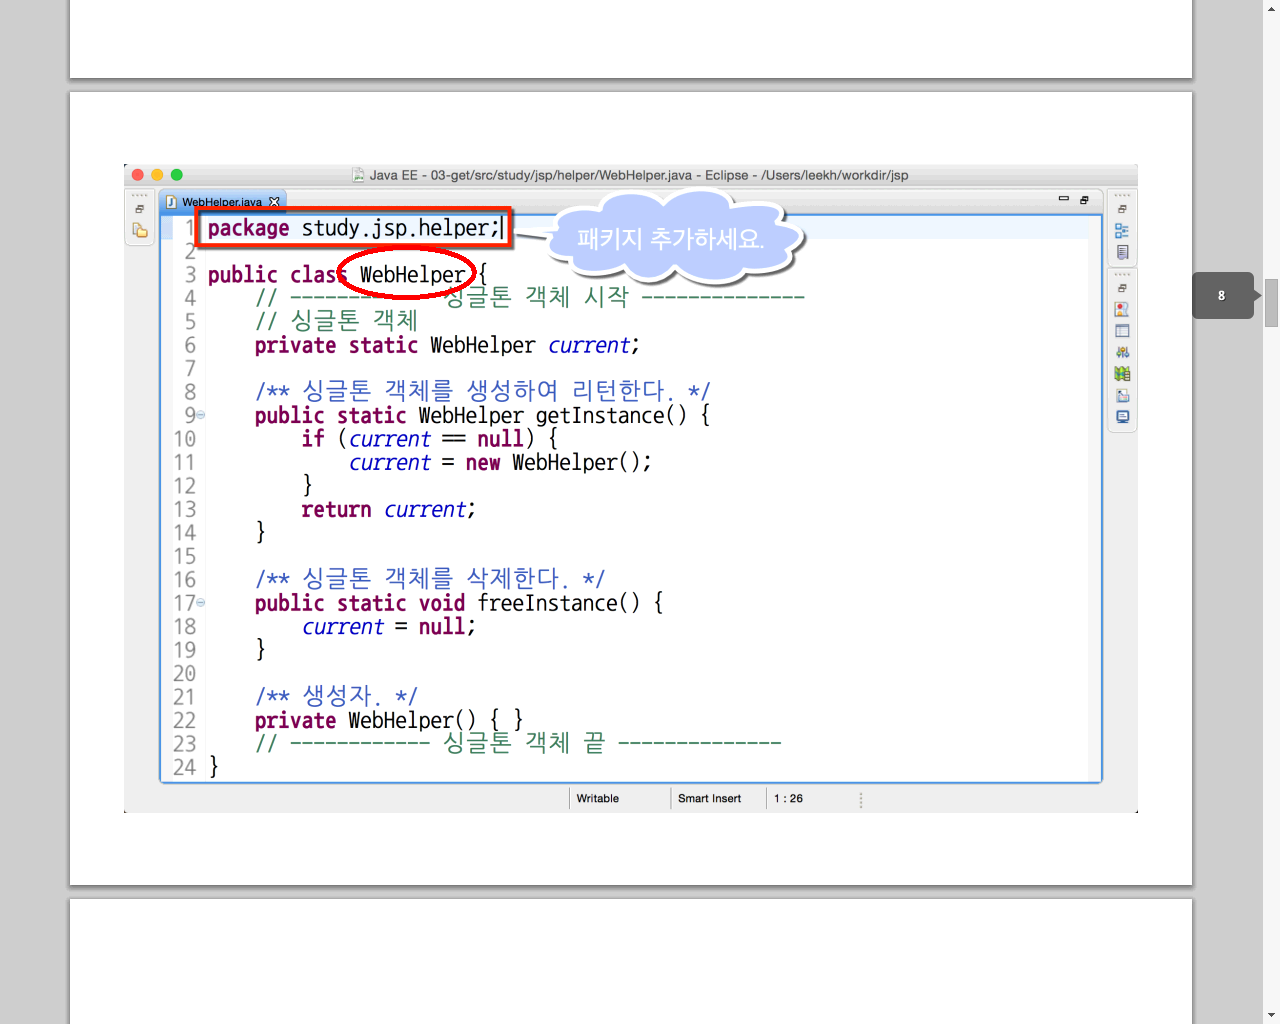 Java EE - 03-get/src/study/jsp/helper/WebHelper.java - Eclipse - /Users/leekh/workdir/jsp
WebHelper.java
1 package study.jsp.helper;
패키지 추가하세요.
2
3 public class WebHelper {
4 // ------------ 싱글톤 객체 시작 --------------
5 // 싱글톤 객체
6 private static WebHelper current;
7
8 /** 싱글톤 객체를 생성하여 리턴한다. */
9 public static WebHelper getInstance() {
10 if (current == null) {
11 current = new WebHelper();
12 }
13 return current;
14 }
15
16 /** 싱글톤 객체를 삭제한다. */
17 public static void freeInstance() {
18 current = null;
19 }
20
21 /** 생성자. */
22 private WebHelper() { }
23 // ------------ 싱글톤 객체 끝 --------------
24 }
Writable Smart Insert 1 : 26
8